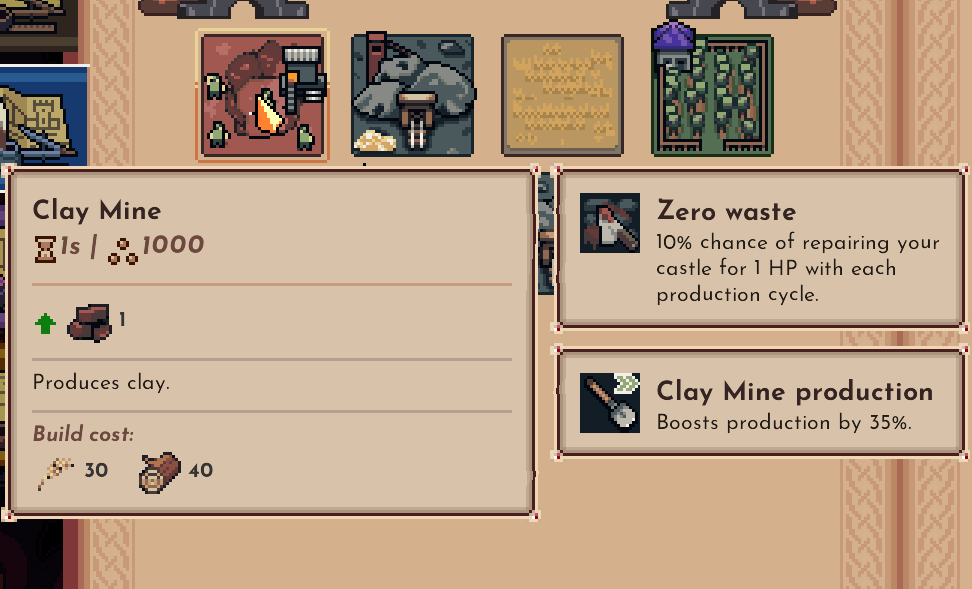 Clay Mine
1s | 1000
1
Produces clay.
Build cost:
30 40
Zero waste
10% chance of repairing your
castle for 1 HP with each
production cycle.
Clay Mine production
Boosts production by 35%.